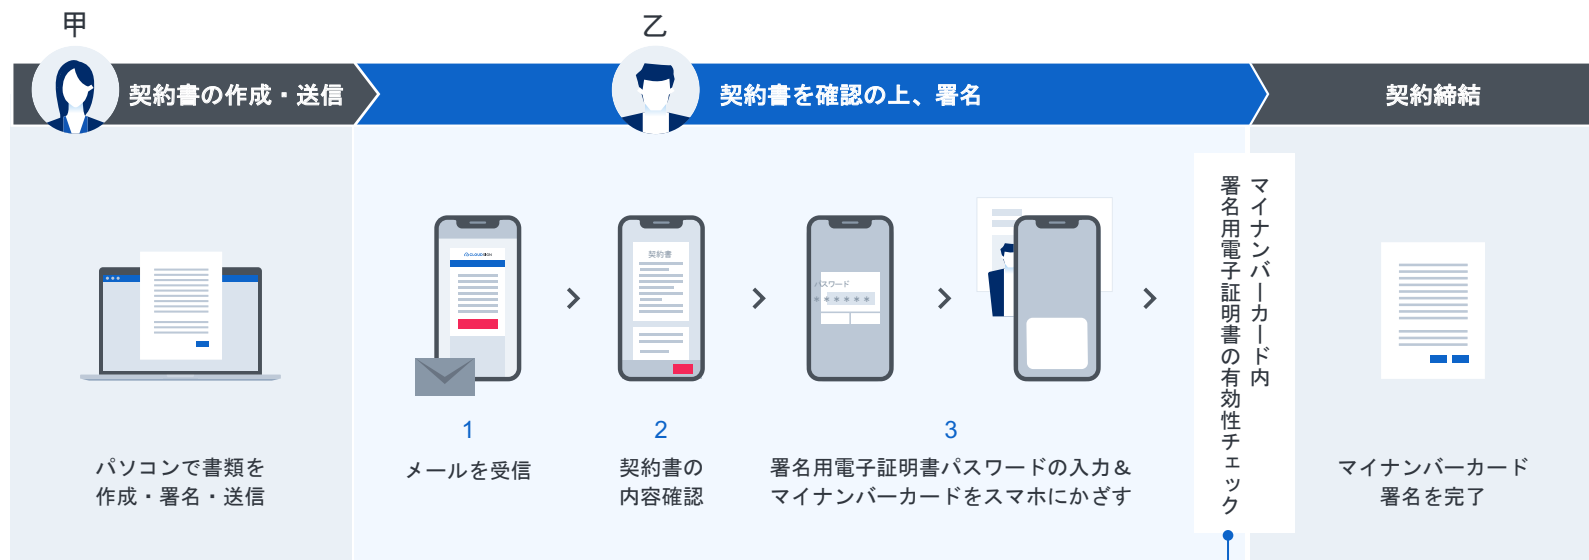 甲
乙
契約書の作成・送信
契約書を確認の上、署名
契約締結
CLOUDSIGN
契約書
パスワード
******
マイナンバーカード内
署名用電子証明書の有効性チェック
1
2
3
パソコンで書類を
作成・署名・送信
メールを受信
契約書の
内容確認
署名用電子証明書パスワードの入力&
マイナンバーカードをスマホにかざす
マイナンバーカード
署名を完了